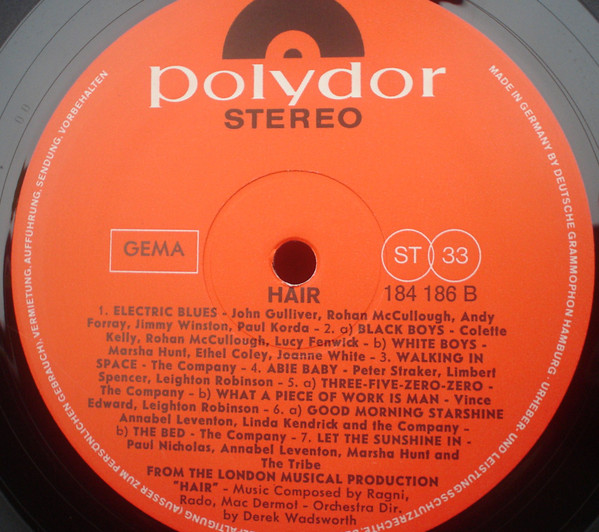 polydor
STEREO
GEMA
ST 33
HAIR
184 186 B
1. ELECTRIC BLUES - John Gulliver, Rohan McCullough, Andy
Forray, Jimmy Winston, Paul Korda - 2. a) BLACK BOYS - Colette
Kelly, Rohan McCullough, Lucy Fenwick - b) WHITE BOYS -
Marsha Hunt, Ethel Coley, Joanne White - 3. WALKING IN
SPACE - The Company - 4. ABIE BABY - Peter Straker, Limbert
Spencer, Leighton Robinson - 5. a) THREE-FIVE-ZERO-ZERO -
The Company - b) WHAT A PIECE OF WORK IS MAN - Vince
Edward, Leighton Robinson - 6. a) GOOD MORNING STARSHINE
Annabel Leventon, Linda Kendrick and the Company -
b) THE BED - The Company - 7. LET THE SUNSHINE IN -
Paul Nicholas, Annabel Leventon, Marsha Hunt and
The Tribe
FROM THE LONDON MUSICAL PRODUCTION
"HAIR" - Music Composed by Ragni,
Rado, Mac Dermot - Orchestra Dir.
by Derek Wadsworth
MADE IN GERMANY BY DEUTSCHE GRAMMOPHON HAMBURG · URHEBER- UND LEISTUNGSSCHUTZRECHTE
(AUSSER ZUM PERSÖNLICHEN GEBRAUCH), VERMIETUNG, AUFFÜHRUNG, SENDUNG, VORBEHALTEN